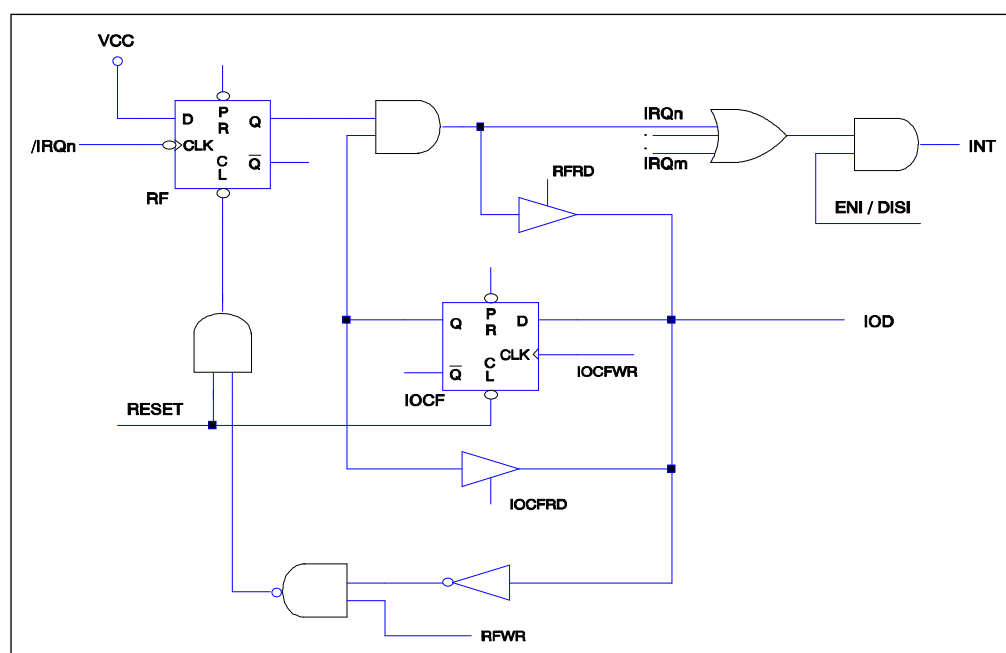 VCC
P
R
D
Q
/IRQn
CLK
C
L
Q
RF
IRQn
.
.
IRQm
INT
RFRD
ENI / DISI
Q
P
R
D
IOD
CLK
Q
C
L
IOCFWR
IOCF
RESET
IOCFRD
RFWR